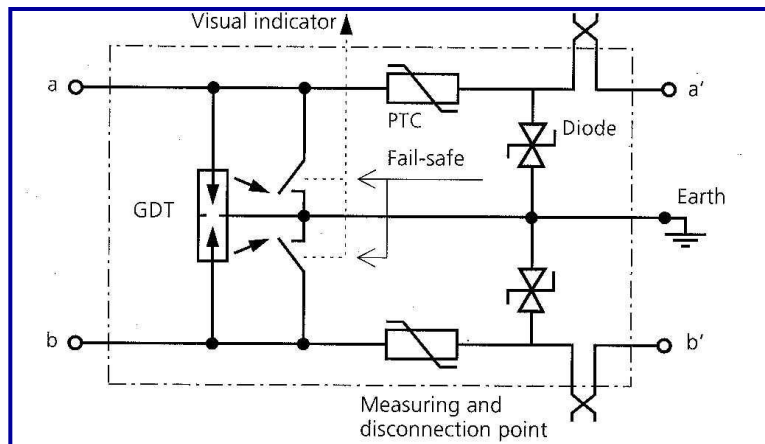 Visual indicator
a
a'
PTC
Diode
Fail-safe
GDT
Earth
b
b'
Measuring and
disconnection point